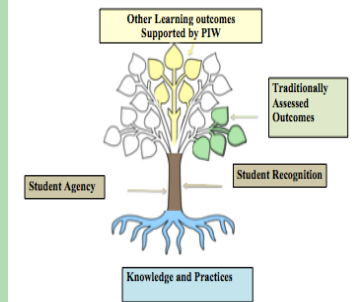 Other Learning outcomes
Supported by PIW
Traditionally
Assessed
Outcomes
Student Recognition
Student Agency
Knowledge and Practices